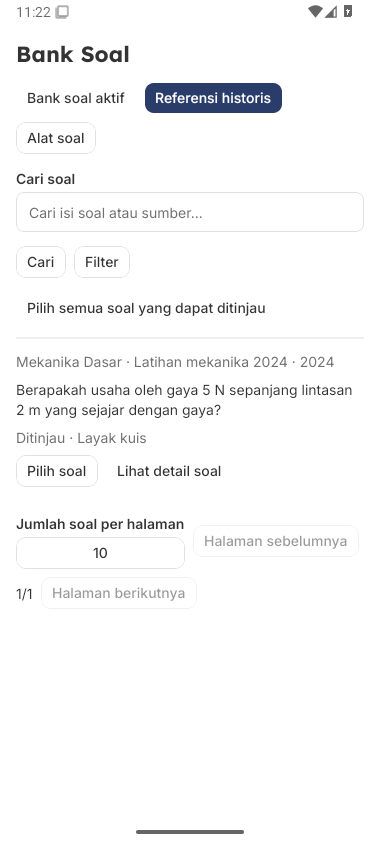 11:22
Bank Soal
Bank soal aktif
Referensi historis
Alat soal
Cari soal
Cari isi soal atau sumber...
Cari
Filter
Pilih semua soal yang dapat ditinjau
Mekanika Dasar · Latihan mekanika 2024 · 2024
Berapakah usaha oleh gaya 5 N sepanjang lintasan
2 m yang sejajar dengan gaya?
Ditinjau · Layak kuis
Pilih soal
Lihat detail soal
Jumlah soal per halaman
10
Halaman sebelumnya
1/1
Halaman berikutnya